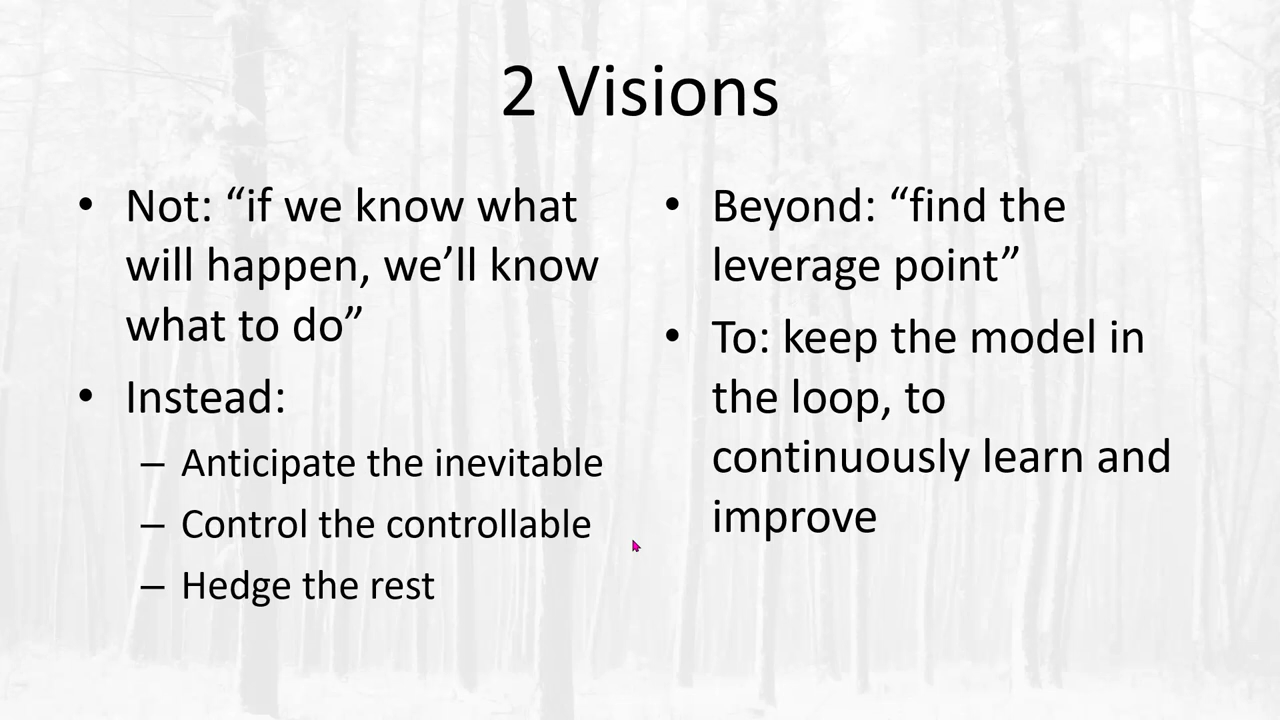 2 Visions
• Not: “if we know what
will happen, we’ll know
what to do”
• Instead:
– Anticipate the inevitable
– Control the controllable
– Hedge the rest
• Beyond: “find the
leverage point”
• To: keep the model in
the loop, to
continuously learn and
improve